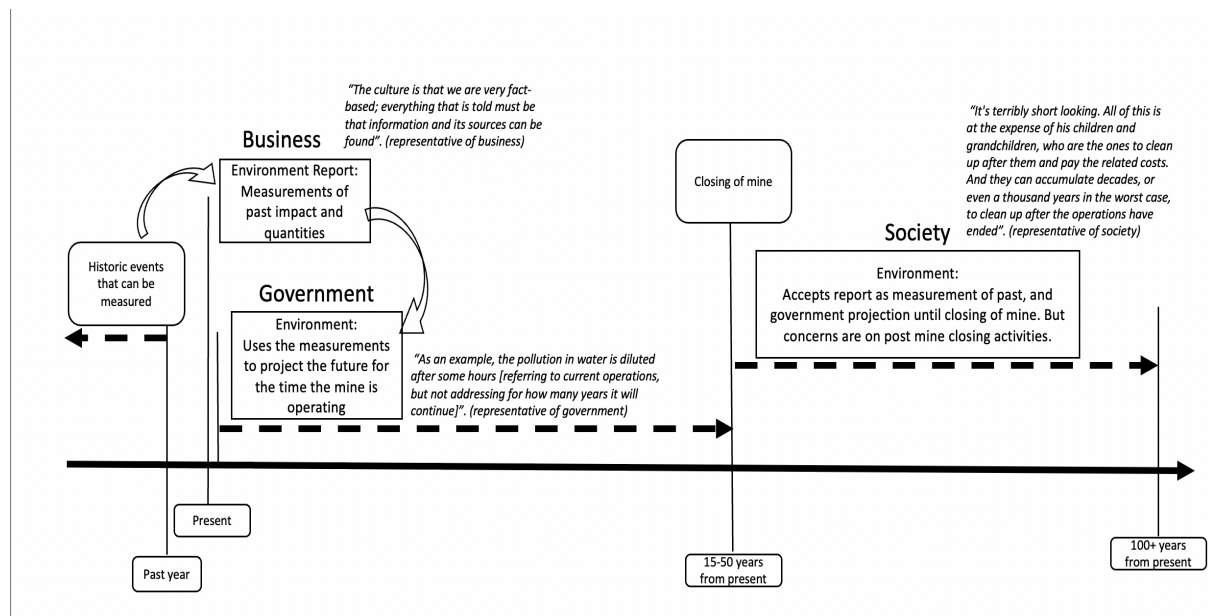 “The culture is that we are very fact-
based; everything that is told must be
that information and its sources can be
found”. (representative of business)
Business
Environment Report:
Measurements of
past impact and
quantities
Historic events
that can be
measured
Government
Environment:
Uses the measurements
to project the future for
the time the mine is
operating
“As an example, the pollution in water is diluted
after some hours [referring to current operations,
but not addressing for how many years it will
continue]”. (representative of government)
Closing of mine
“It's terribly short looking. All of this is
at the expense of his children and
grandchildren, who are the ones to clean
up after them and pay the related costs.
And they can accumulate decades, or
even a thousand years in the worst case,
to clean up after the operations have
ended”. (representative of society)
Society
Environment:
Accepts report as measurement of past, and
government projection until closing of mine. But
concerns are on post mine closing activities.
Present
Past year
15-50 years
from present
100+ years
from present